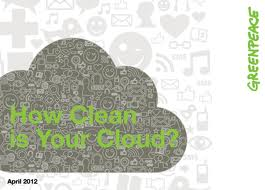 How Clean
is Your Cloud?
GREENPEACE
April 2012